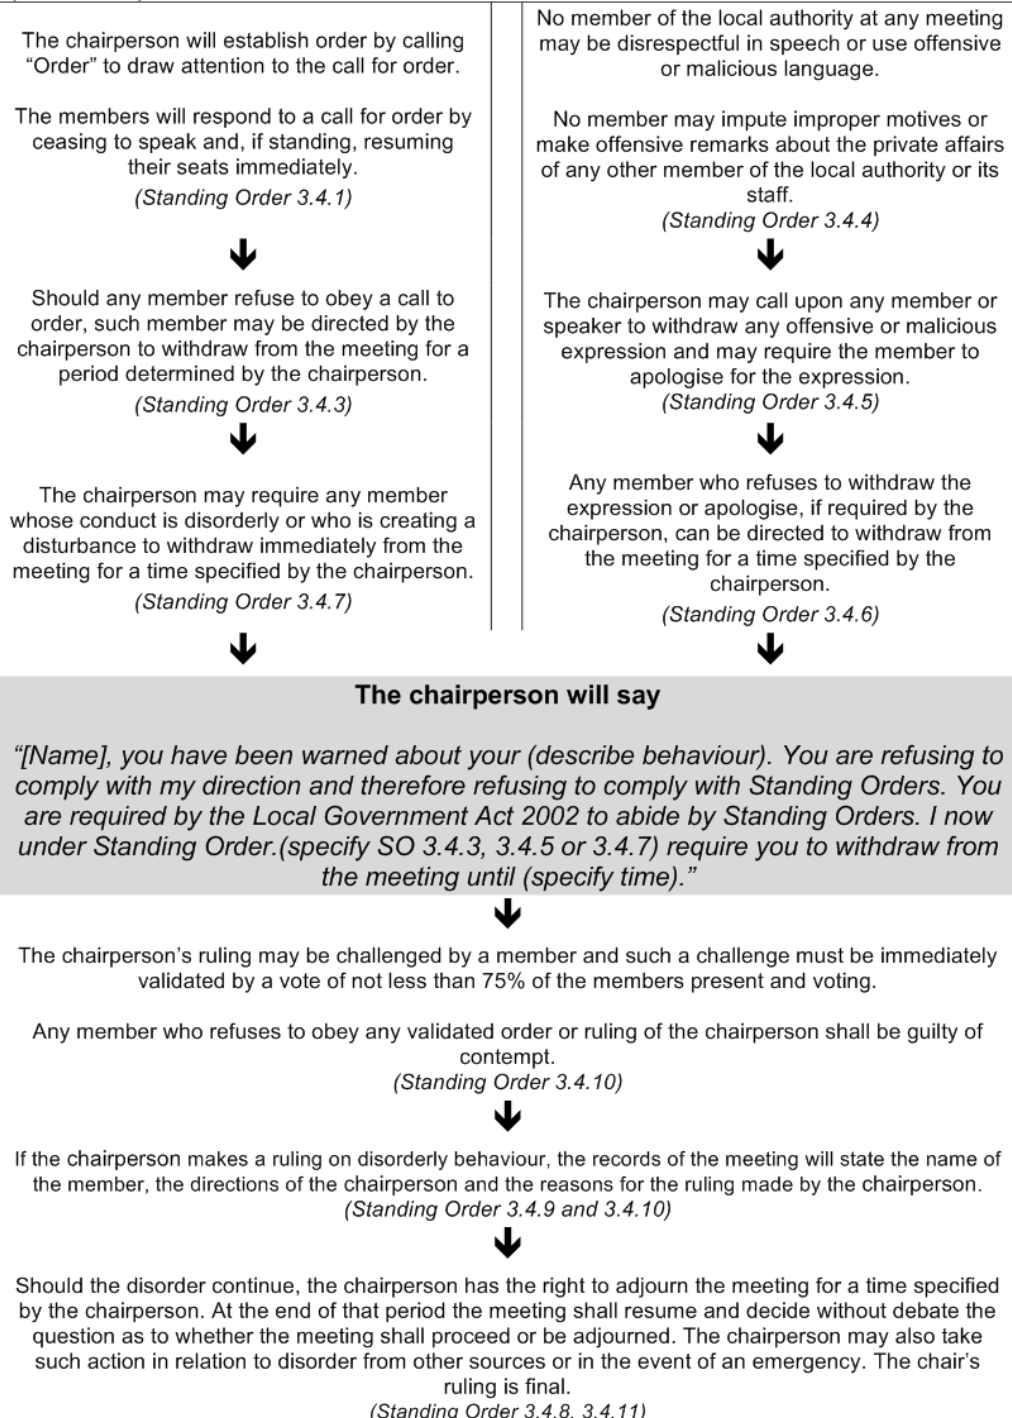 The chairperson will establish order by calling
“Order” to draw attention to the call for order.
The members will respond to a call for order by
ceasing to speak and, if standing, resuming
their seats immediately.
(Standing Order 3.4.1)
Should any member refuse to obey a call to
order, such member may be directed by the
chairperson to withdraw from the meeting for a
period determined by the chairperson.
(Standing Order 3.4.3)
The chairperson may require any member
whose conduct is disorderly or who is creating a
disturbance to withdraw immediately from the
meeting for a time specified by the chairperson.
(Standing Order 3.4.7)
No member of the local authority at any meeting
may be disrespectful in speech or use offensive
or malicious language.
No member may impute improper motives or
make offensive remarks about the private affairs
of any other member of the local authority or its
staff.
(Standing Order 3.4.4)
The chairperson may call upon any member or
speaker to withdraw any offensive or malicious
expression and may require the member to
apologise for the expression.
(Standing Order 3.4.5)
Any member who refuses to withdraw the
expression or apologise, if required by the
chairperson, can be directed to withdraw from
the meeting for a time specified by the
chairperson.
(Standing Order 3.4.6)
The chairperson will say
“[Name], you have been warned about your (describe behaviour). You are refusing to
comply with my direction and therefore refusing to comply with Standing Orders. You
are required by the Local Government Act 2002 to abide by Standing Orders. I now
under Standing Order.(specify SO 3.4.3, 3.4.5 or 3.4.7) require you to withdraw from
the meeting until (specify time).”
The chairperson’s ruling may be challenged by a member and such a challenge must be immediately
validated by a vote of not less than 75% of the members present and voting.
Any member who refuses to obey any validated order or ruling of the chairperson shall be guilty of
contempt.
(Standing Order 3.4.10)
If the chairperson makes a ruling on disorderly behaviour, the records of the meeting will state the name of
the member, the directions of the chairperson and the reasons for the ruling made by the chairperson.
(Standing Order 3.4.9 and 3.4.10)
Should the disorder continue, the chairperson has the right to adjourn the meeting for a time specified
by the chairperson. At the end of that period the meeting shall resume and decide without debate the
question as to whether the meeting shall proceed or be adjourned. The chairperson may also take
such action in relation to disorder from other sources or in the event of an emergency. The chair’s
ruling is final.
(Standing Order 3.4.8, 3.4.11)